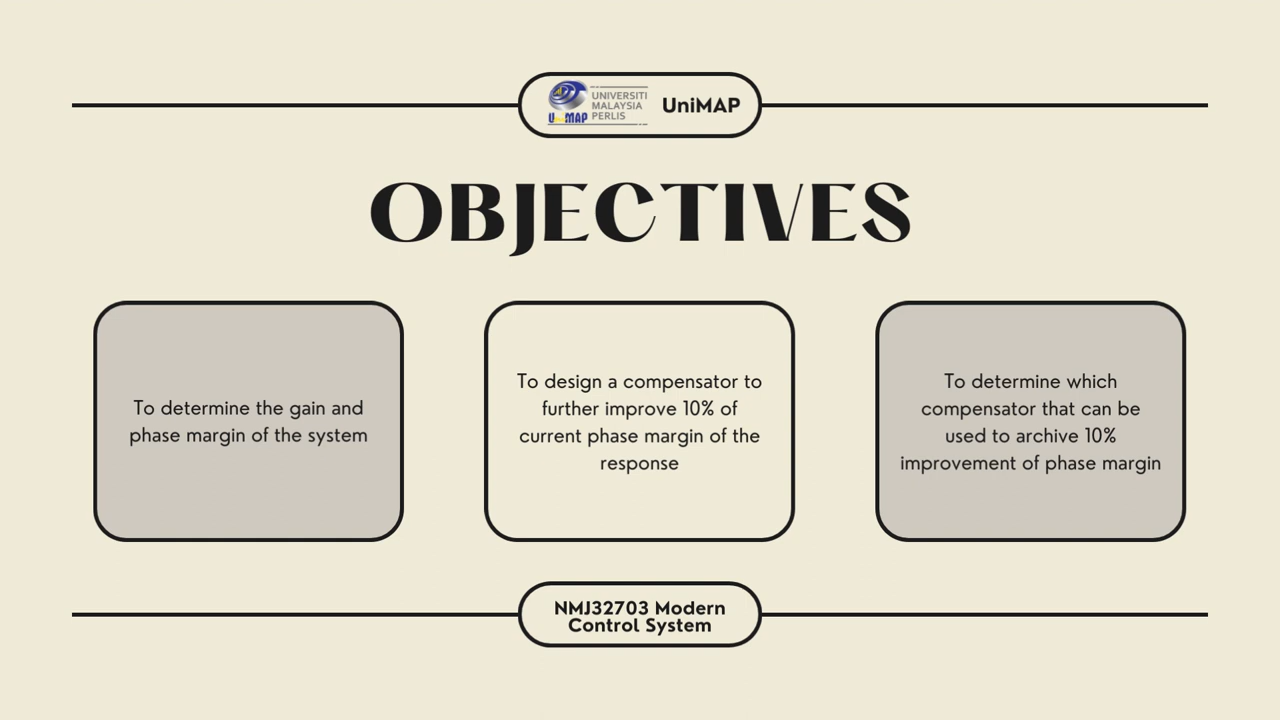 UNIVERSITI
MALAYSIA
PERLIS
UniMAP
UniMAP
OBJECTIVES
To determine the gain and
phase margin of the system
To design a compensator to
further improve 10% of
current phase margin of the
response
To determine which
compensator that can be
used to archive 10%
improvement of phase margin
NMJ32703 Modern
Control System